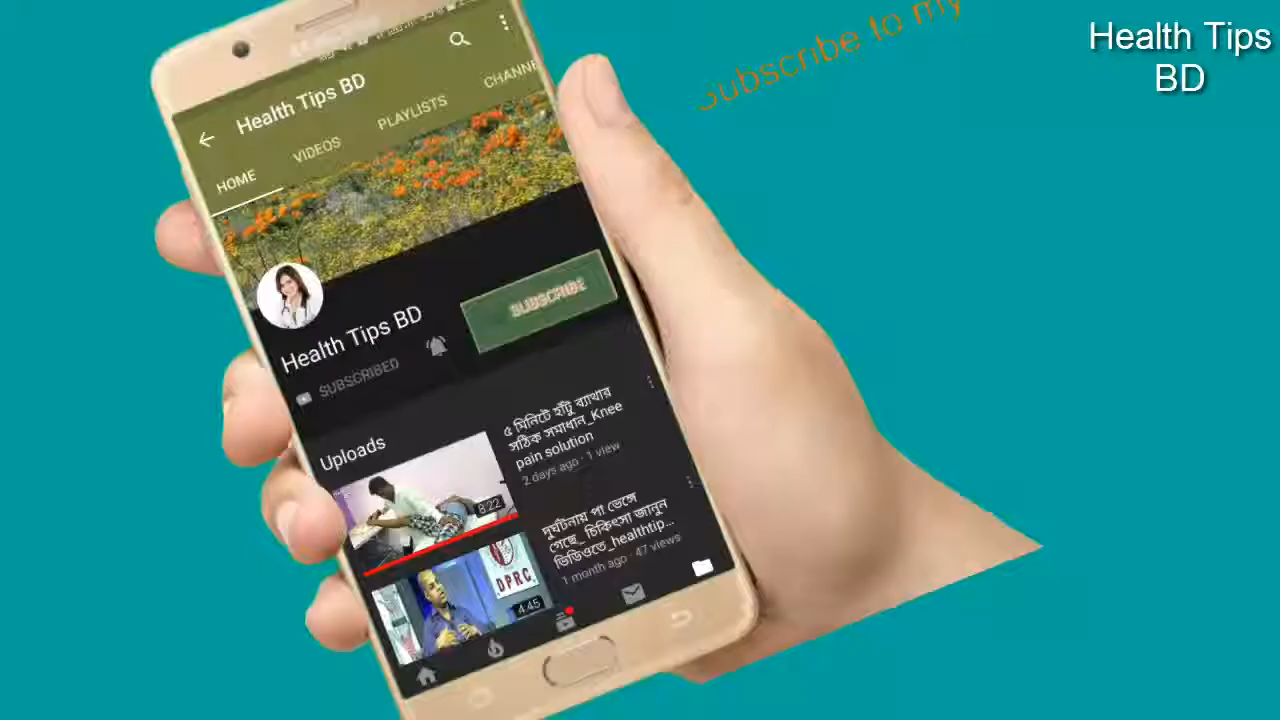 Subscribe to my
Health Tips
BD
Health Tips BD
HOME
VIDEOS
PLAYLISTS
CHANNE
Health Tips BD
SUBSCRIBED
SUBSCRIBE
Uploads
৫ মিনিটে হাঁটু ব্যাথার
সঠিক সমাধান_Knee
pain solution
2 days ago · 1 view
8:22
দুর্ঘটনায় পা ভেঙ্গে
গেছে_ চিকিৎসা জানুন
ভিডিওতে_healthtip...
1 month ago · 47 views
DPRC
4:45